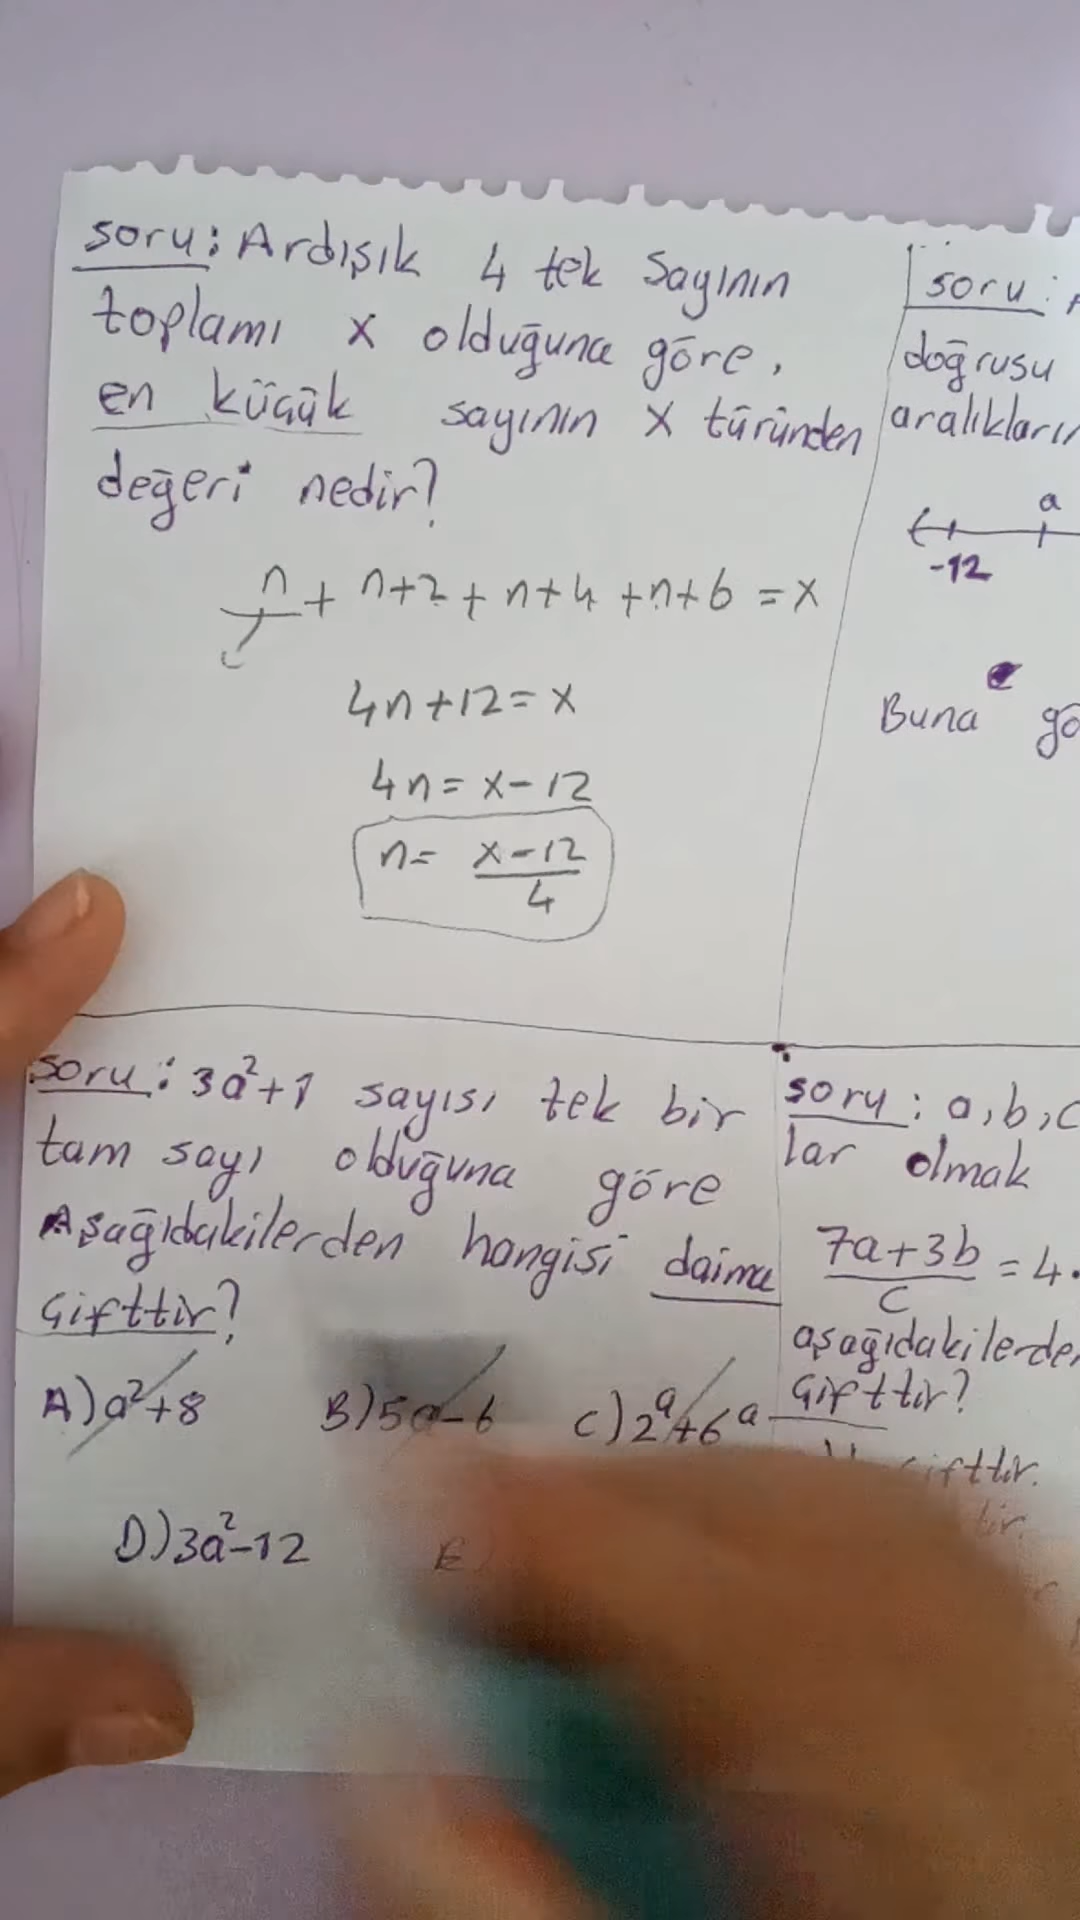 soru: Ardışık 4 tek sayının
toplamı x olduğuna göre,
en küçük sayının x türünden
değeri nedir?
n + n+2 + n+4 + n+6 = x
4n+12 = x
4n = x-12
n = x-12
4
soru:
doğrusu
a
-12
Buna
soru: 3a²+1 sayısı tek bir
tam sayı olduğuna göre
Aşağıdakilerden hangisi daima
çifttir?
A) a²+8 B) 5a-6 C) 2ᵃ+6ᵃ
D) 3a²-12 E)
soru: a, b, c
lar olmak
7a+3b = 4.
c
çifttir?
çifttir.